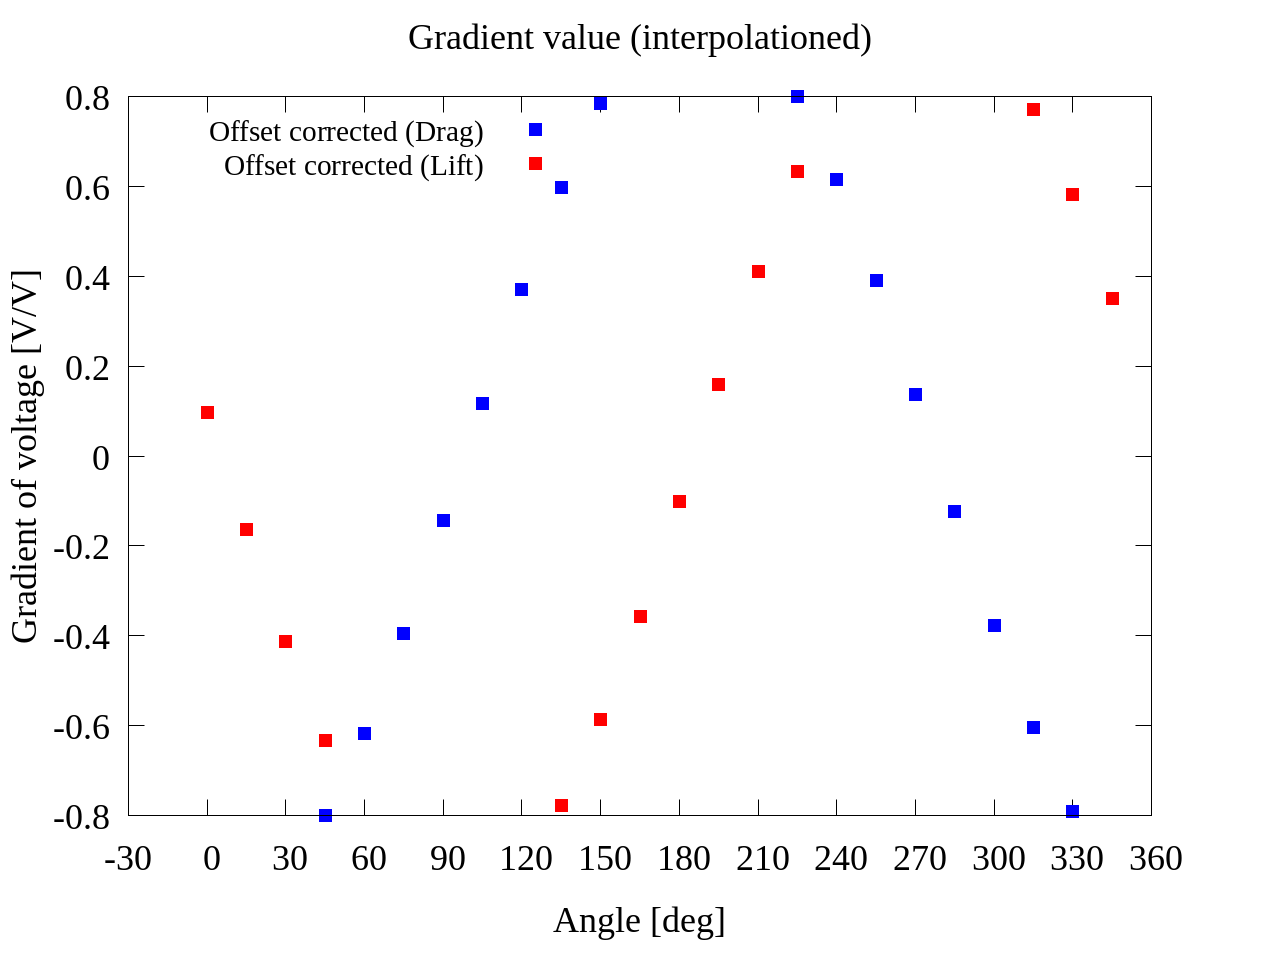 Gradient value (interpolationed)
0.8
0.6
0.4
0.2
0
-0.2
-0.4
-0.6
-0.8
Gradient of voltage [V/V]
Offset corrected (Drag)
Offset corrected (Lift)
-30 0 30 60 90 120 150 180 210 240 270 300 330 360
Angle [deg]